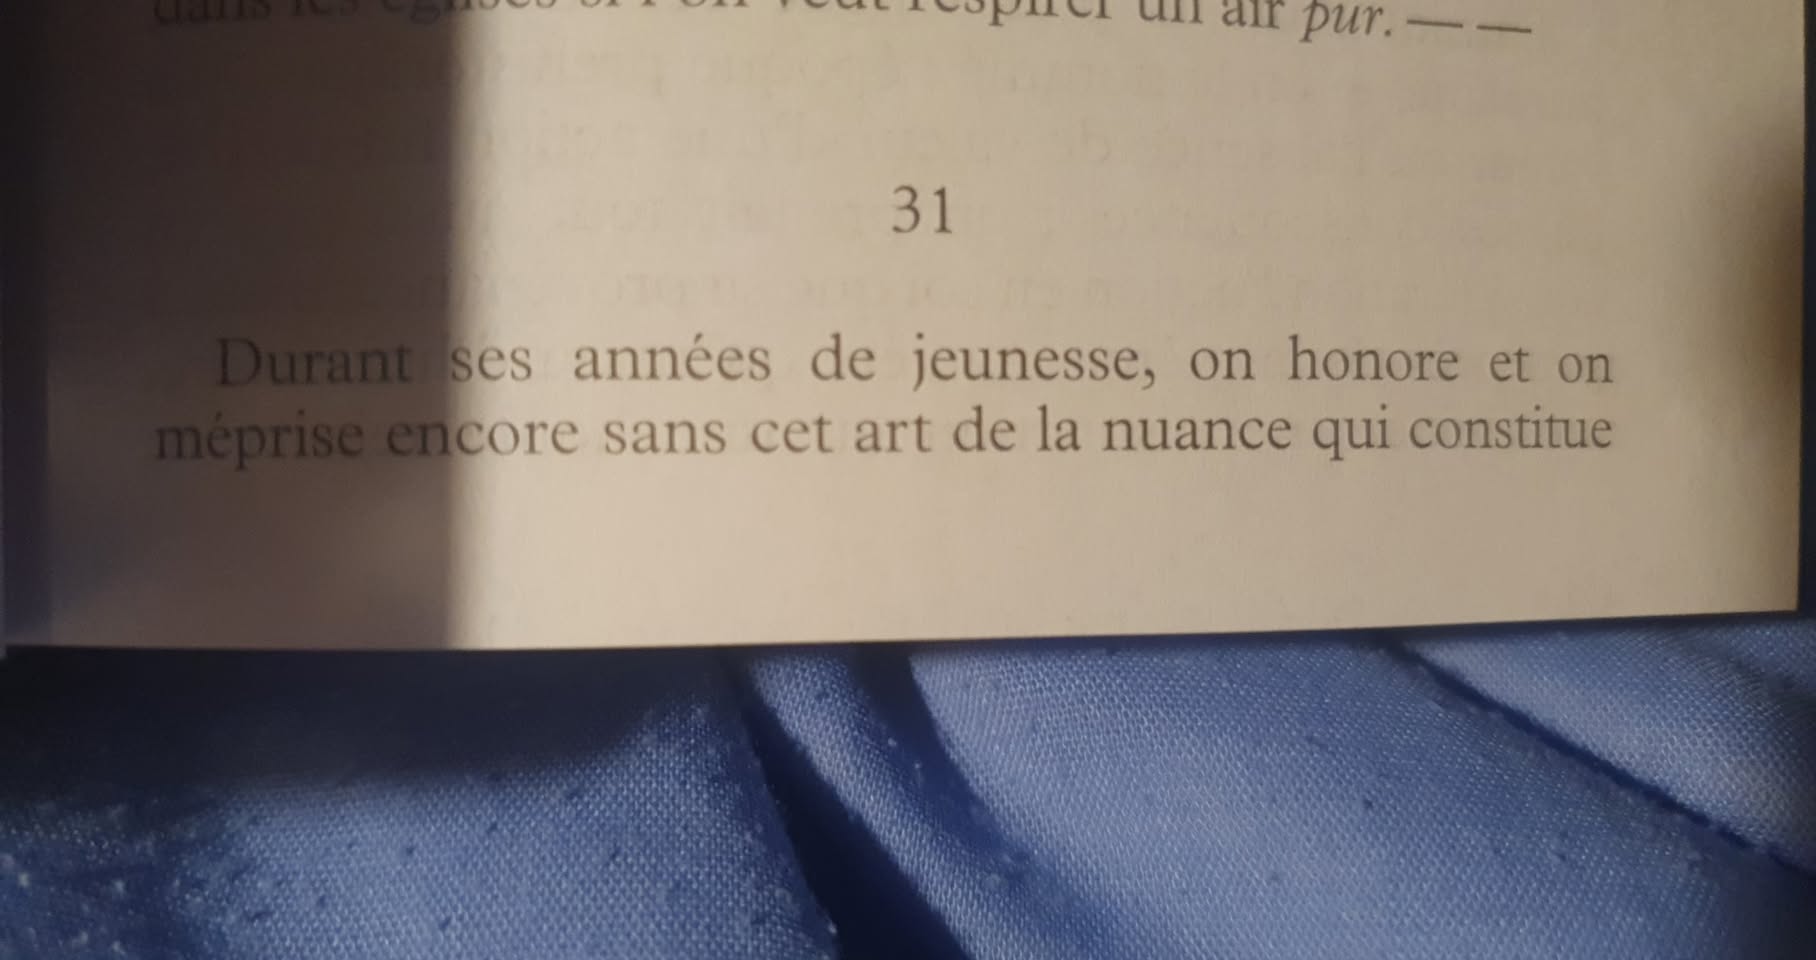 dans les églises si l'on veut respirer un air pur. — —
31
Durant ses années de jeunesse, on honore et on
méprise encore sans cet art de la nuance qui constitue